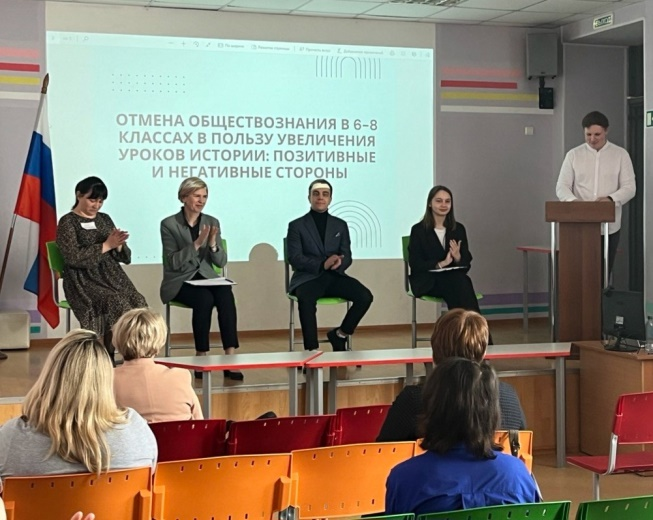 ОТМЕНА ОБЩЕСТВОЗНАНИЯ В 6-8
КЛАССАХ В ПОЛЬЗУ УВЕЛИЧЕНИЯ
УРОКОВ ИСТОРИИ: ПОЗИТИВНЫЕ
И НЕГАТИВНЫЕ СТОРОНЫ